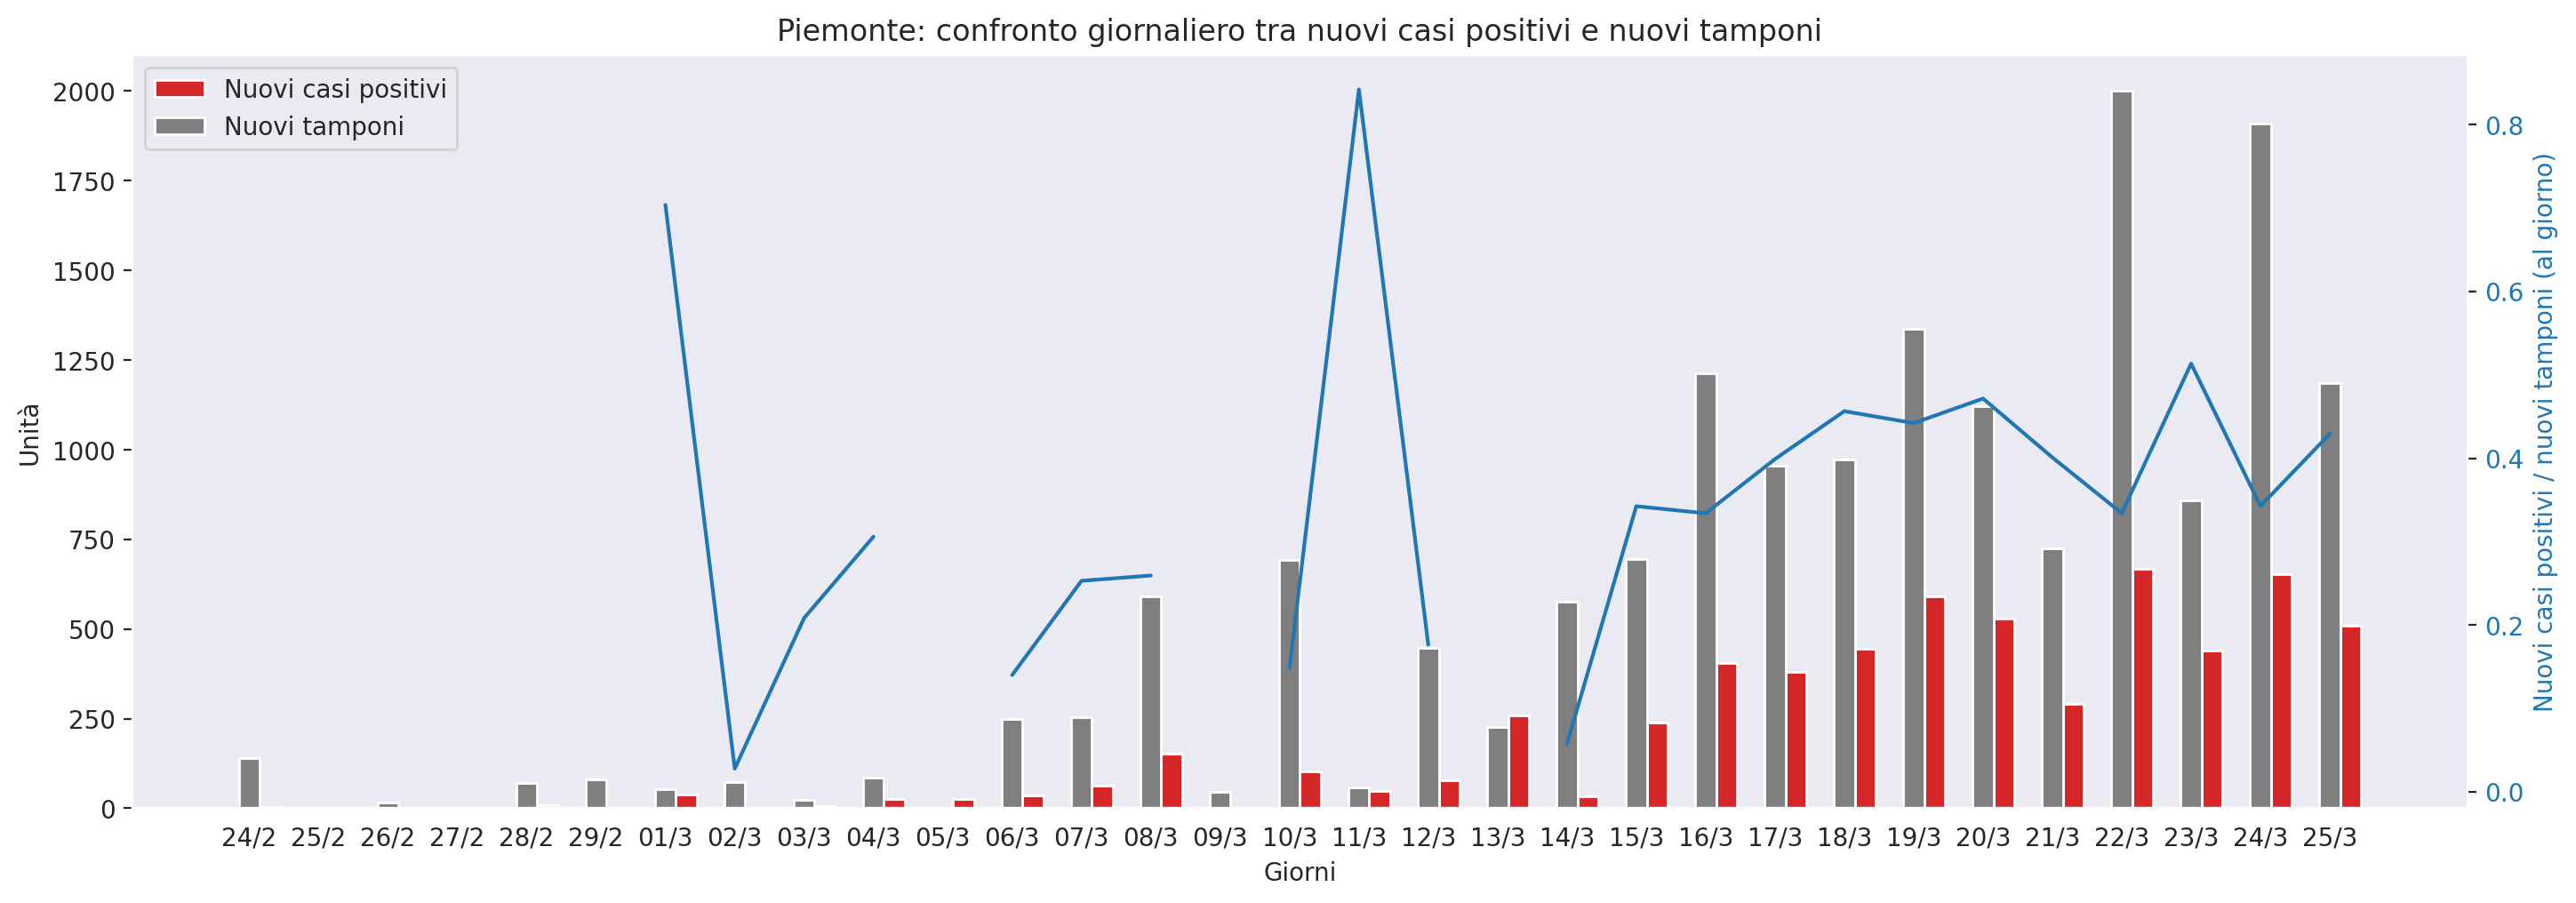 Piemonte: confronto giornaliero tra nuovi casi positivi e nuovi tamponi
Nuovi casi positivi
Nuovi tamponi
2000
1750
1500
1250
1000
750
500
250
0
Unità
0.8
0.6
0.4
0.2
0.0
Nuovi casi positivi / nuovi tamponi (al giorno)
24/2 25/2 26/2 27/2 28/2 29/2 01/3 02/3 03/3 04/3 05/3 06/3 07/3 08/3 09/3 10/3 11/3 12/3 13/3 14/3 15/3 16/3 17/3 18/3 19/3 20/3 21/3 22/3 23/3 24/3 25/3
Giorni